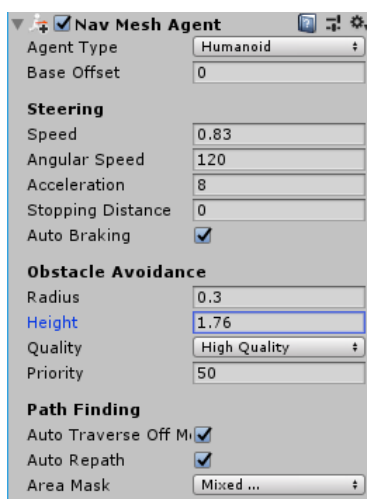 Nav Mesh Agent
Agent Type Humanoid
Base Offset 0
Steering
Speed 0.83
Angular Speed 120
Acceleration 8
Stopping Distance 0
Auto Braking
Obstacle Avoidance
Radius 0.3
Height 1.76
Quality High Quality
Priority 50
Path Finding
Auto Traverse Off M
Auto Repath
Area Mask Mixed ...